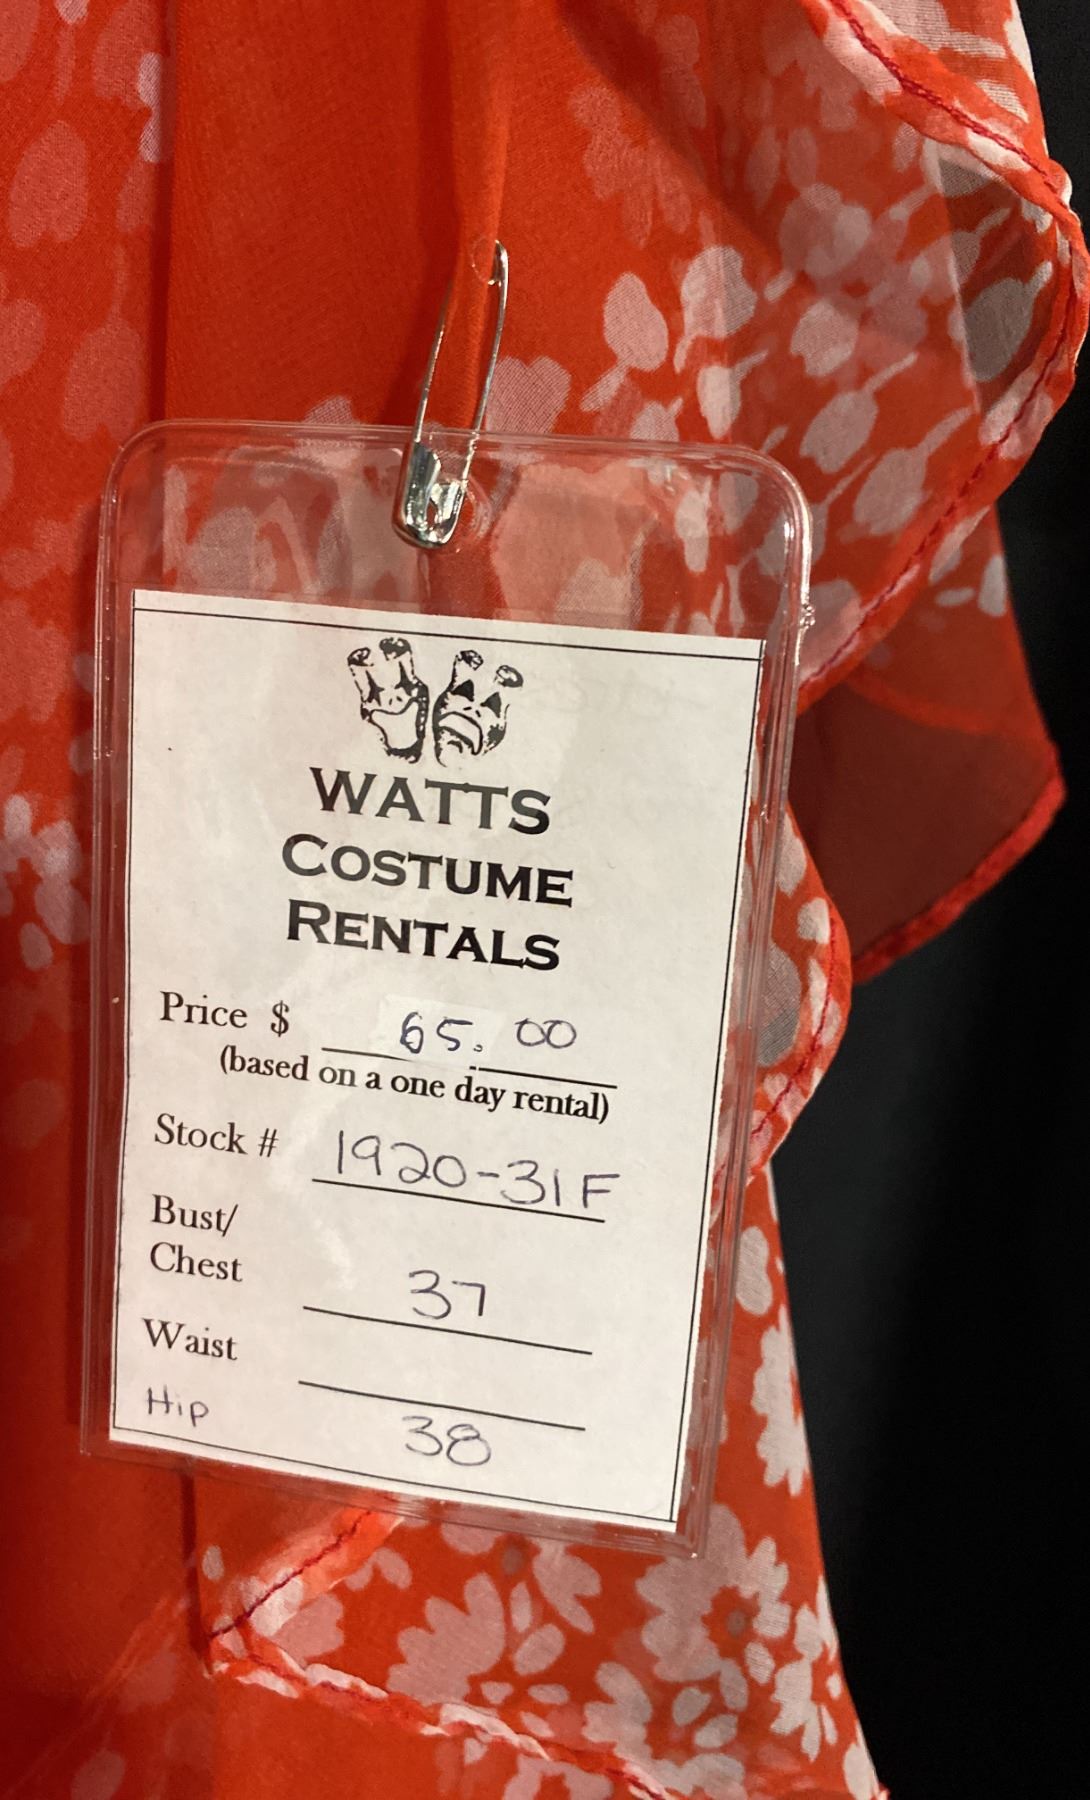 WATTS
COSTUME
RENTALS
Price $ 65.00
(based on a one day rental)
Stock # 1920-31F
Bust/
Chest 37
Waist
Hip 38